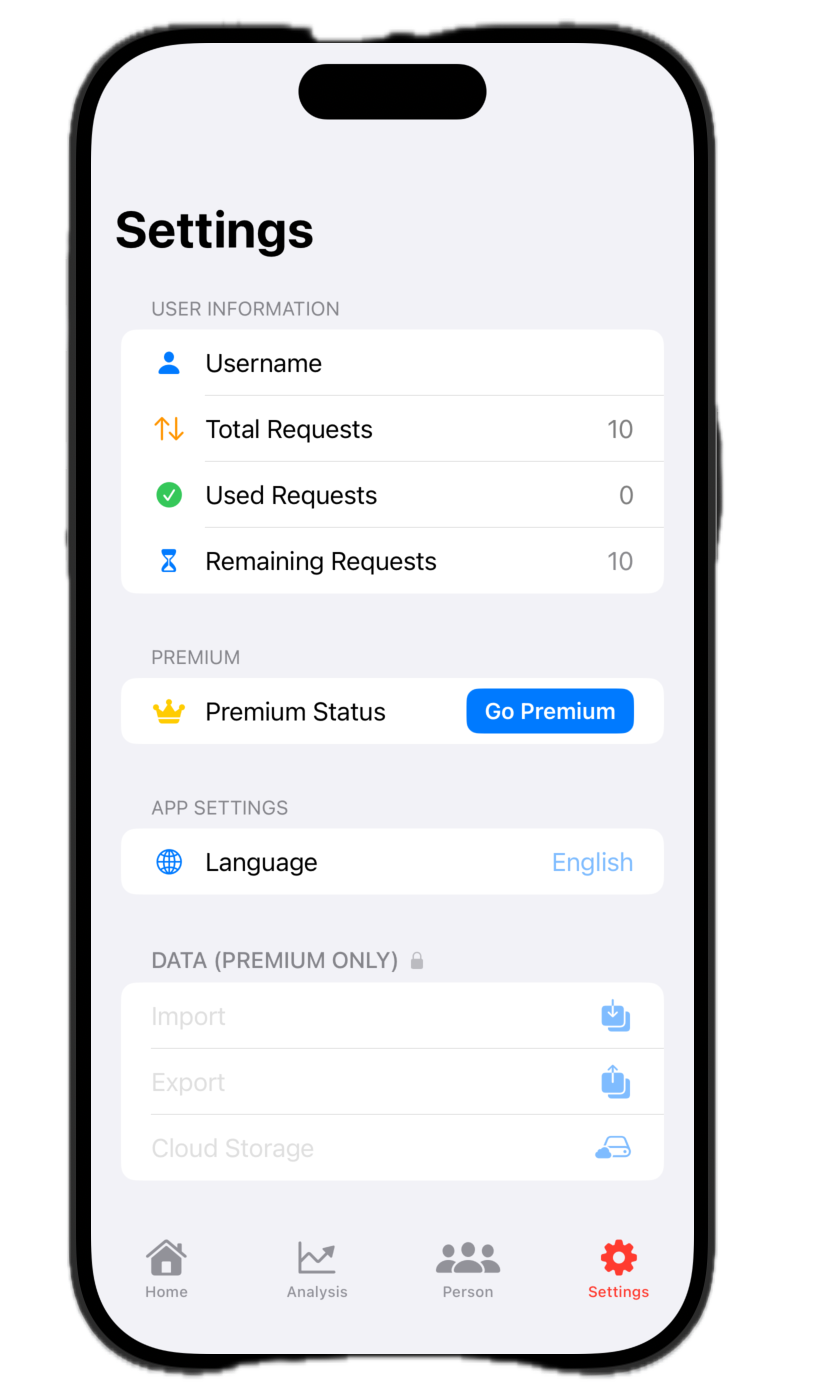 Settings
USER INFORMATION
Username
Total Requests 10
Used Requests 0
Remaining Requests 10
PREMIUM
Premium Status Go Premium
APP SETTINGS
Language English
DATA (PREMIUM ONLY)
Import
Export
Cloud Storage
Home Analysis Person Settings